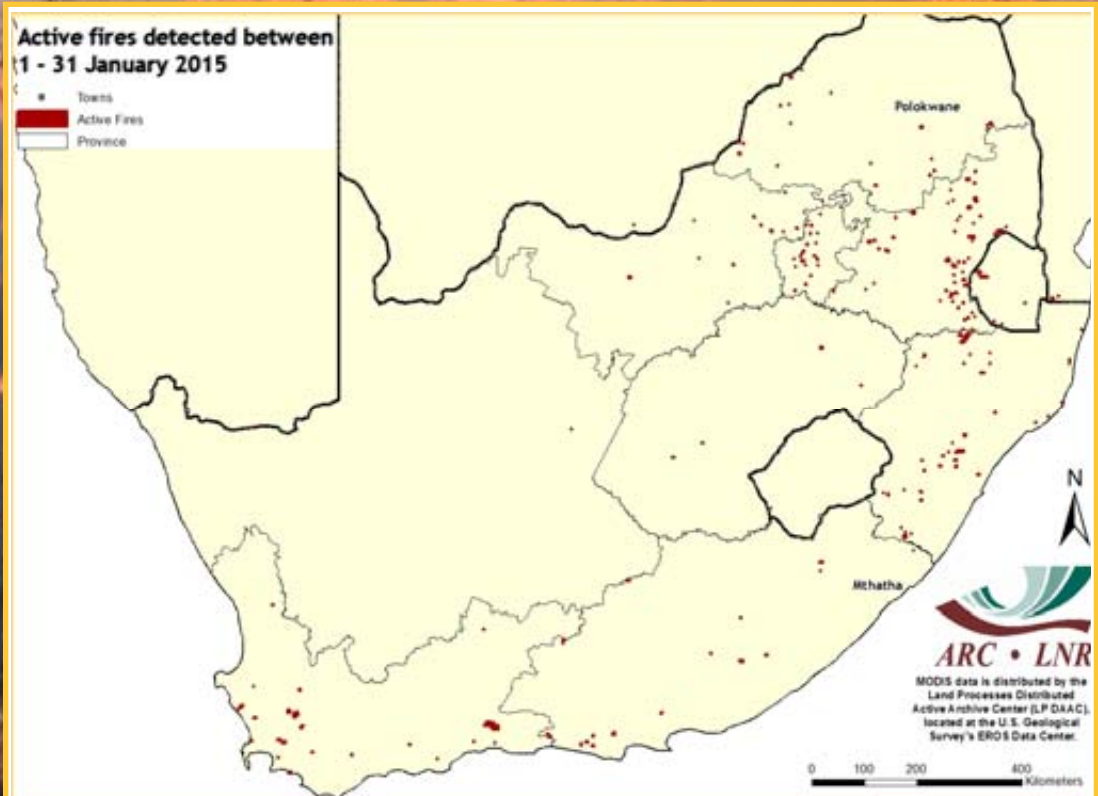 Active fires detected between
1 - 31 January 2015
Towns
Active Fires
Province
Polokwane
Mthatha
N
ARC • LNR
MODIS data is distributed by the
Land Processes Distributed
Active Archive Center (LP DAAC),
located at the U.S. Geological
Survey's EROS Data Center.
0 100 200 400
Kilometers